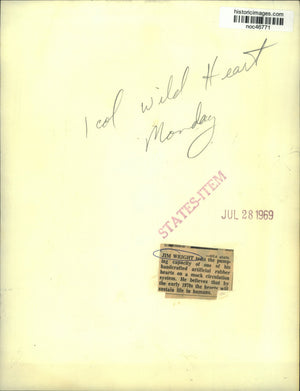 historicimages.com
noc46771
1 col Wild Heart
Monday
STATES-ITEM
JUL 28 1969
JIM WRIGHT tests the pump-
ing capacity of one of his
handcrafted artificial rubber
hearts on a mock circulation
system. He believes that by
the early 1970s the hearts will
sustain life in humans.